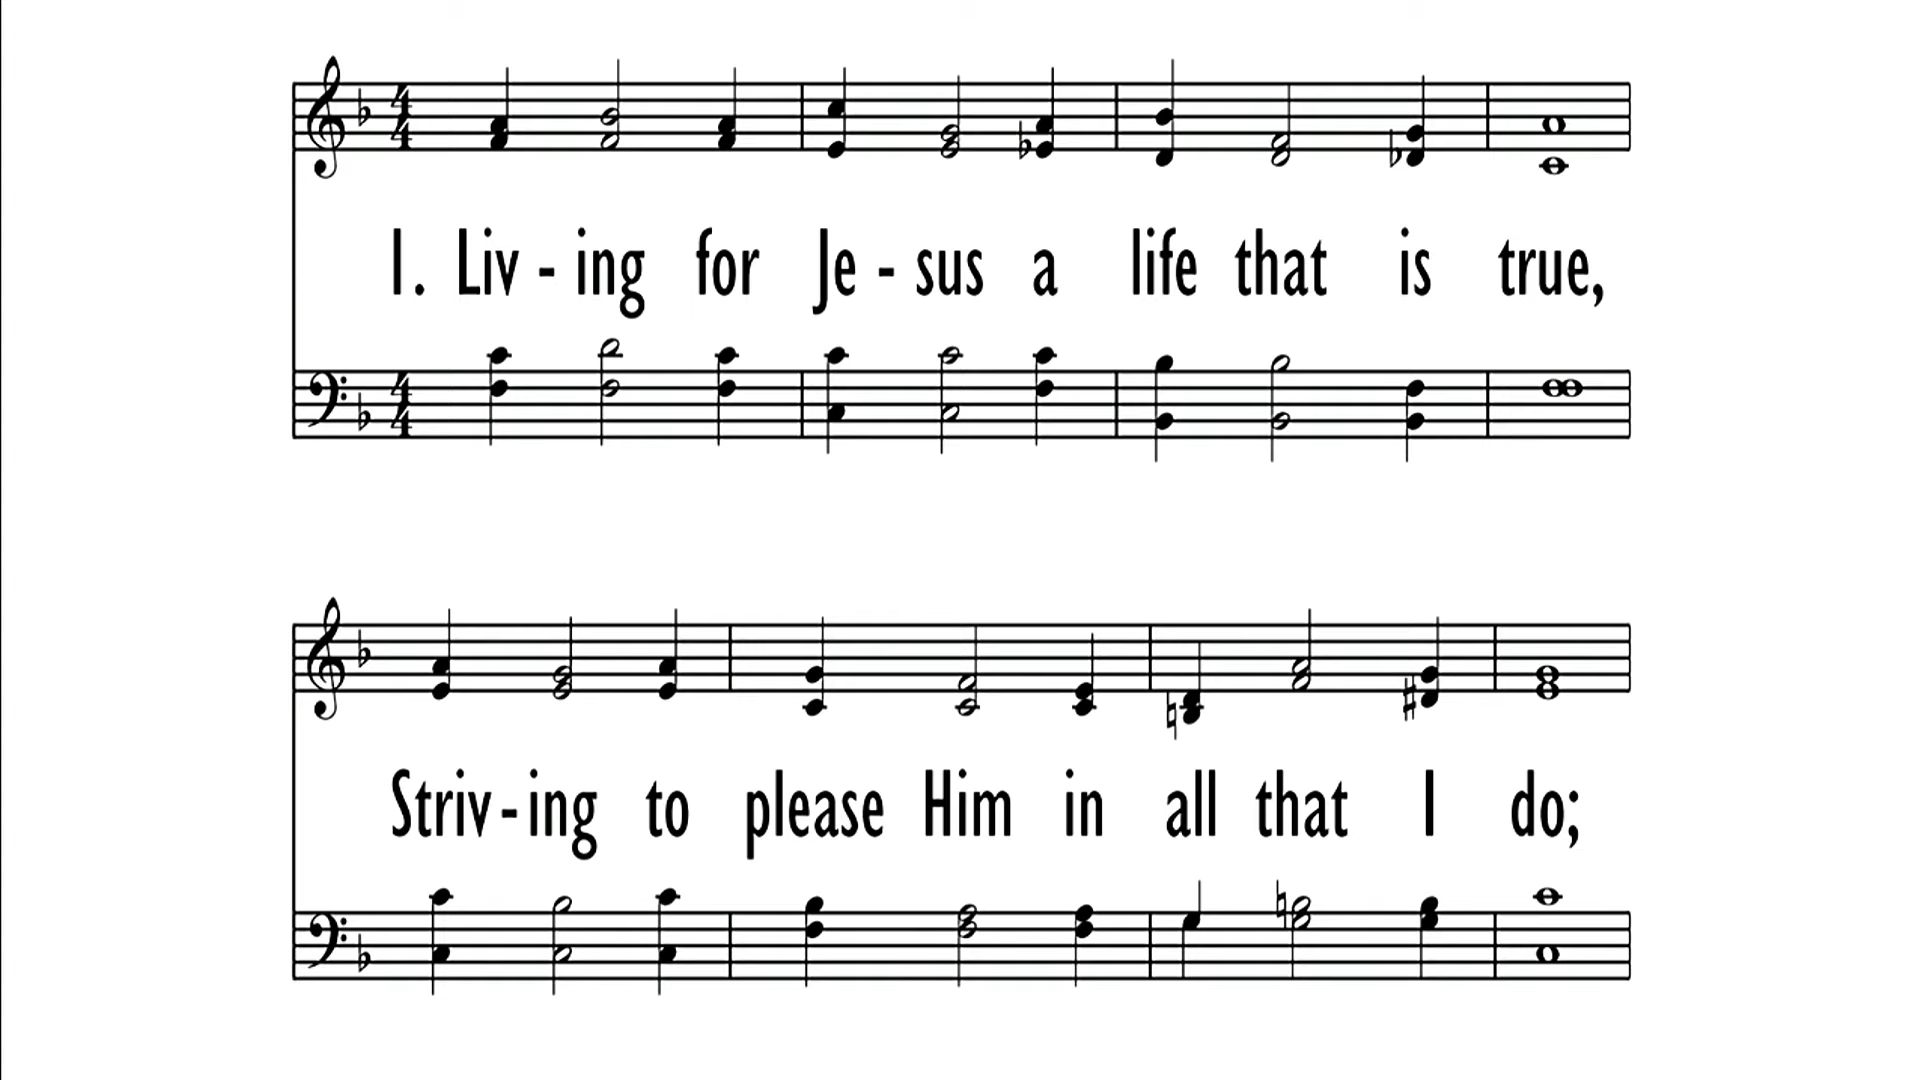 1. Liv - ing for Je - sus a life that is true,
Striv - ing to please Him in all that I do;